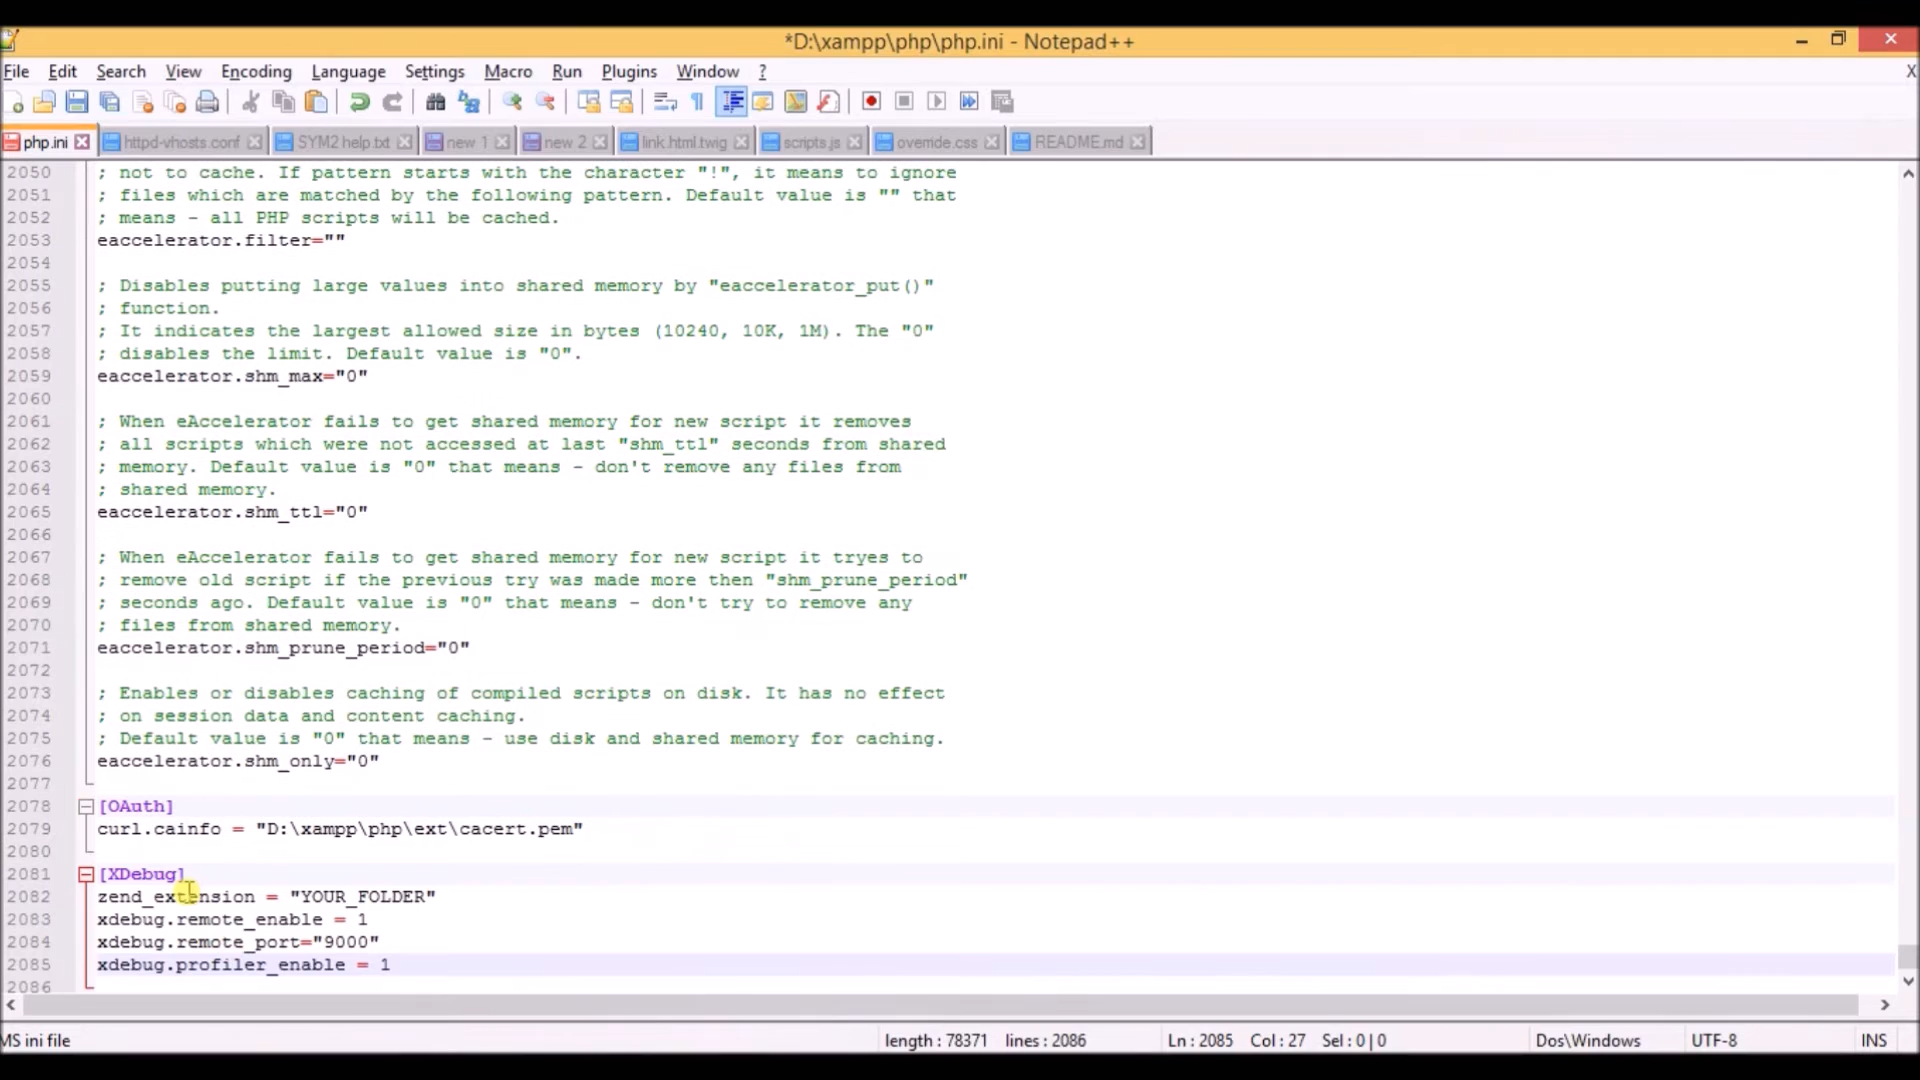 *D:\xampp\php\php.ini - Notepad++
File Edit Search View Encoding Language Settings Macro Run Plugins Window ? X
php.ini httpd-vhosts.conf SYM2 help.txt new 1 new 2 link.html.twig scripts.js override.css README.md
2050 ; not to cache. If pattern starts with the character "!", it means to ignore
2051 ; files which are matched by the following pattern. Default value is "" that
2052 ; means - all PHP scripts will be cached.
2053 eaccelerator.filter=""
2054
2055 ; Disables putting large values into shared memory by "eaccelerator_put()"
2056 ; function.
2057 ; It indicates the largest allowed size in bytes (10240, 10K, 1M). The "0"
2058 ; disables the limit. Default value is "0".
2059 eaccelerator.shm_max="0"
2060
2061 ; When eAccelerator fails to get shared memory for new script it removes
2062 ; all scripts which were not accessed at last "shm_ttl" seconds from shared
2063 ; memory. Default value is "0" that means - don't remove any files from
2064 ; shared memory.
2065 eaccelerator.shm_ttl="0"
2066
2067 ; When eAccelerator fails to get shared memory for new script it tryes to
2068 ; remove old script if the previous try was made more then "shm_prune_period"
2069 ; seconds ago. Default value is "0" that means - don't try to remove any
2070 ; files from shared memory.
2071 eaccelerator.shm_prune_period="0"
2072
2073 ; Enables or disables caching of compiled scripts on disk. It has no effect
2074 ; on session data and content caching.
2075 ; Default value is "0" that means - use disk and shared memory for caching.
2076 eaccelerator.shm_only="0"
2077
2078 [OAuth]
2079 curl.cainfo = "D:\xampp\php\ext\cacert.pem"
2080
2081 [XDebug]
2082 zend_extension = "YOUR_FOLDER"
2083 xdebug.remote_enable = 1
2084 xdebug.remote_port="9000"
2085 xdebug.profiler_enable = 1
2086
MS ini file length : 78371 lines : 2086 Ln : 2085 Col : 27 Sel : 0 | 0 Dos\Windows UTF-8 INS